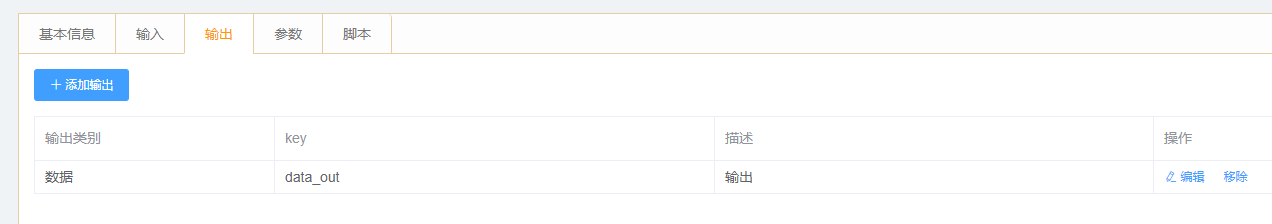 基本信息 输入 输出 参数 脚本
添加输出
输出类别 key 描述 操作
数据 data_out 输出 编辑 移除